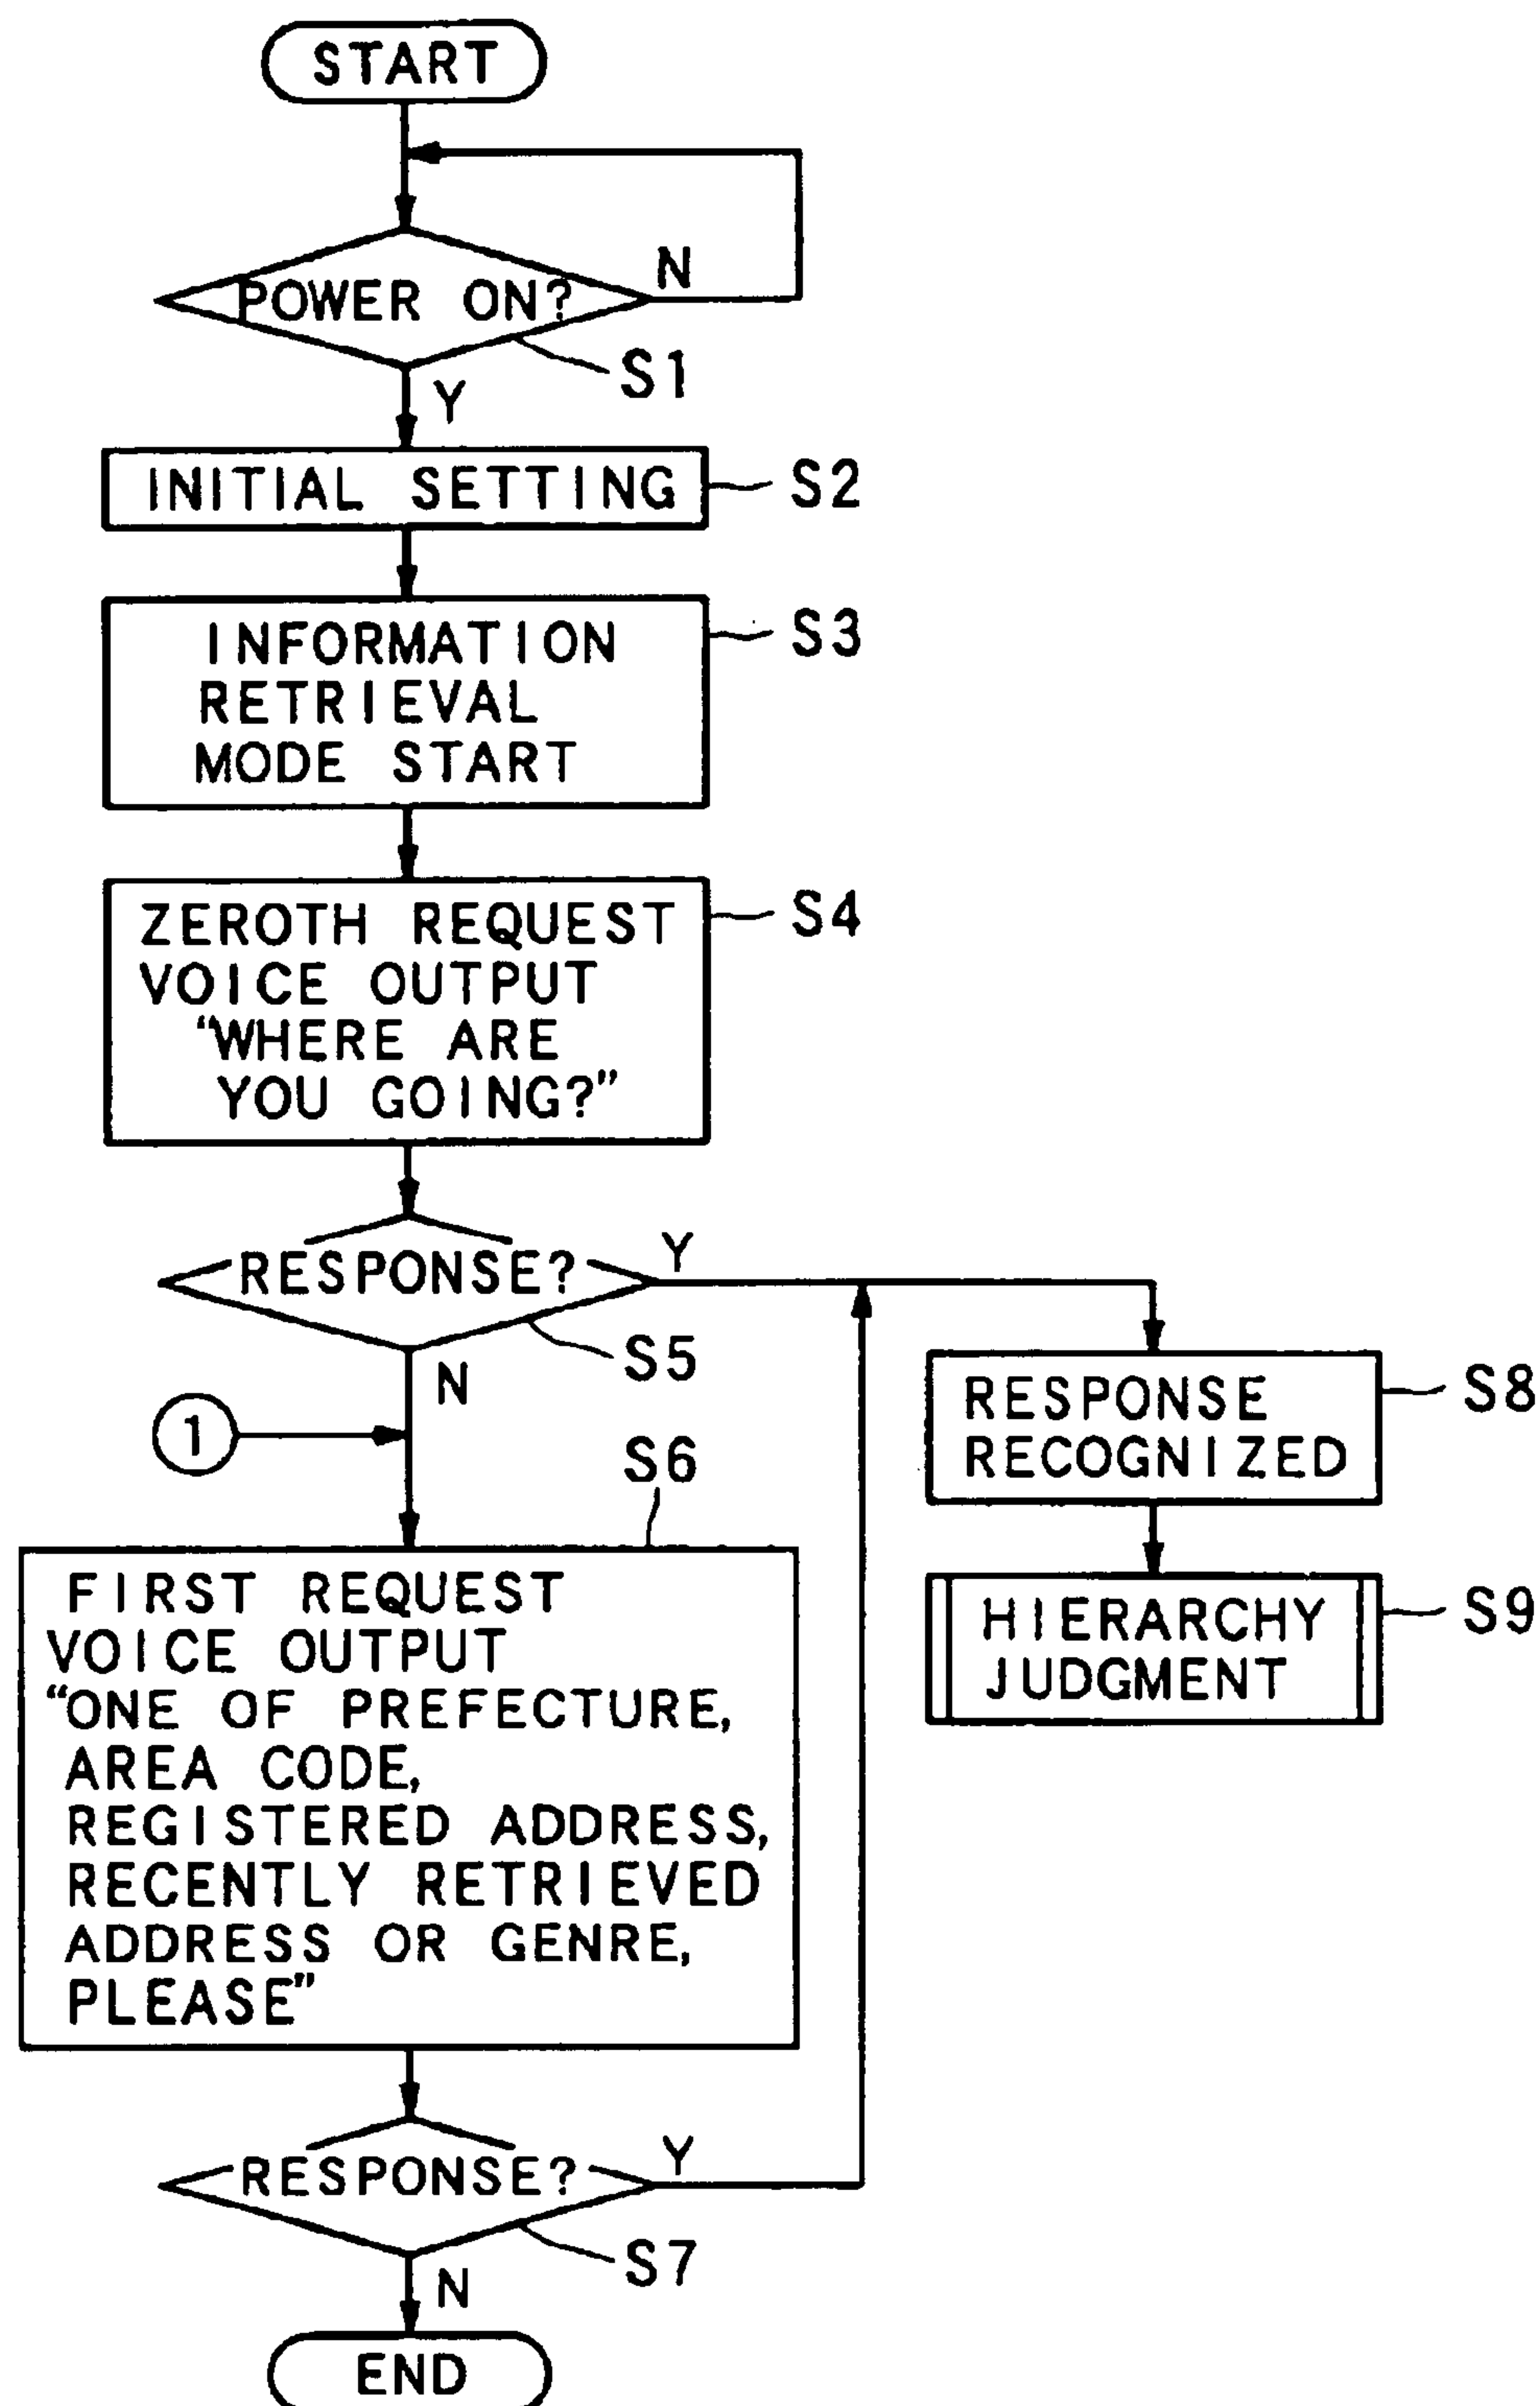 START
POWER ON?
N
S1
Y
INITIAL SETTING
S2
INFORMATION
RETRIEVAL
MODE START
S3
ZEROTH REQUEST
VOICE OUTPUT
"WHERE ARE
YOU GOING?"
S4
RESPONSE?
Y
S5
N
1
S6
RESPONSE
RECOGNIZED
S8
HIERARCHY
JUDGMENT
S9
FIRST REQUEST
VOICE OUTPUT
"ONE OF PREFECTURE,
AREA CODE,
REGISTERED ADDRESS,
RECENTLY RETRIEVED
ADDRESS OR GENRE,
PLEASE"
RESPONSE?
Y
S7
N
END